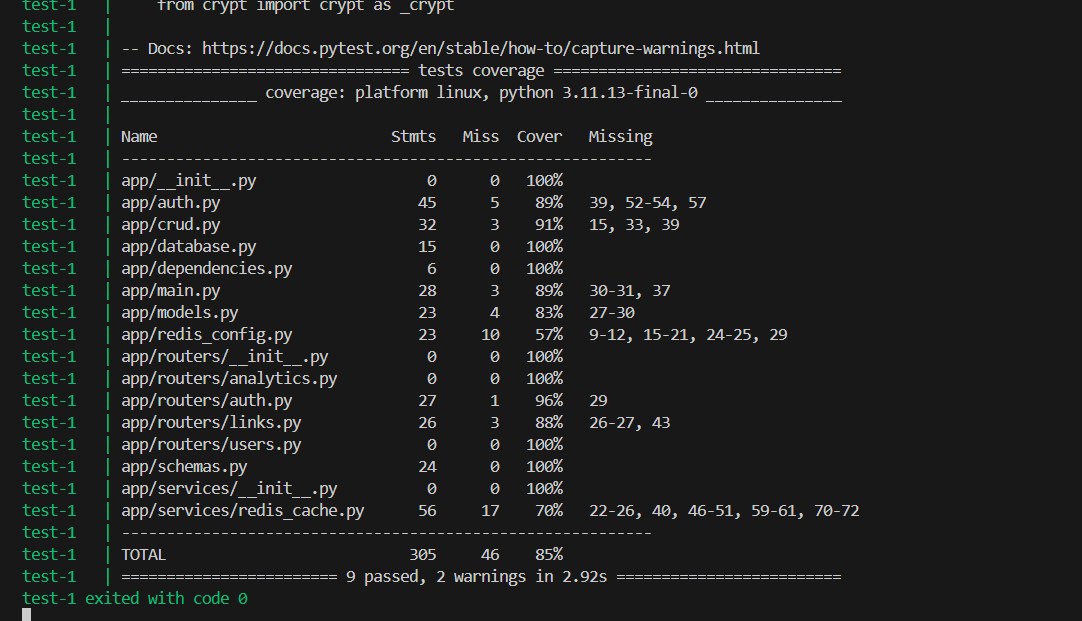 test-1   |     from crypt import crypt as _crypt
test-1   |
test-1   | -- Docs: https://docs.pytest.org/en/stable/how-to/capture-warnings.html
test-1   | ================================ tests coverage ================================
test-1   | _______________ coverage: platform linux, python 3.11.13-final-0 _______________
test-1   |
test-1   | Name                          Stmts   Miss  Cover   Missing
test-1   | -----------------------------------------------------------
test-1   | app/__init__.py                   0      0   100%
test-1   | app/auth.py                      45      5    89%   39, 52-54, 57
test-1   | app/crud.py                      32      3    91%   15, 33, 39
test-1   | app/database.py                  15      0   100%
test-1   | app/dependencies.py               6      0   100%
test-1   | app/main.py                      28      3    89%   30-31, 37
test-1   | app/models.py                    23      4    83%   27-30
test-1   | app/redis_config.py              23     10    57%   9-12, 15-21, 24-25, 29
test-1   | app/routers/__init__.py           0      0   100%
test-1   | app/routers/analytics.py          0      0   100%
test-1   | app/routers/auth.py              27      1    96%   29
test-1   | app/routers/links.py             26      3    88%   26-27, 43
test-1   | app/routers/users.py              0      0   100%
test-1   | app/schemas.py                   24      0   100%
test-1   | app/services/__init__.py          0      0   100%
test-1   | app/services/redis_cache.py      56     17    70%   22-26, 40, 46-51, 59-61, 70-72
test-1   | -----------------------------------------------------------
test-1   | TOTAL                           305     46    85%
test-1   | ======================== 9 passed, 2 warnings in 2.92s =========================
test-1 exited with code 0